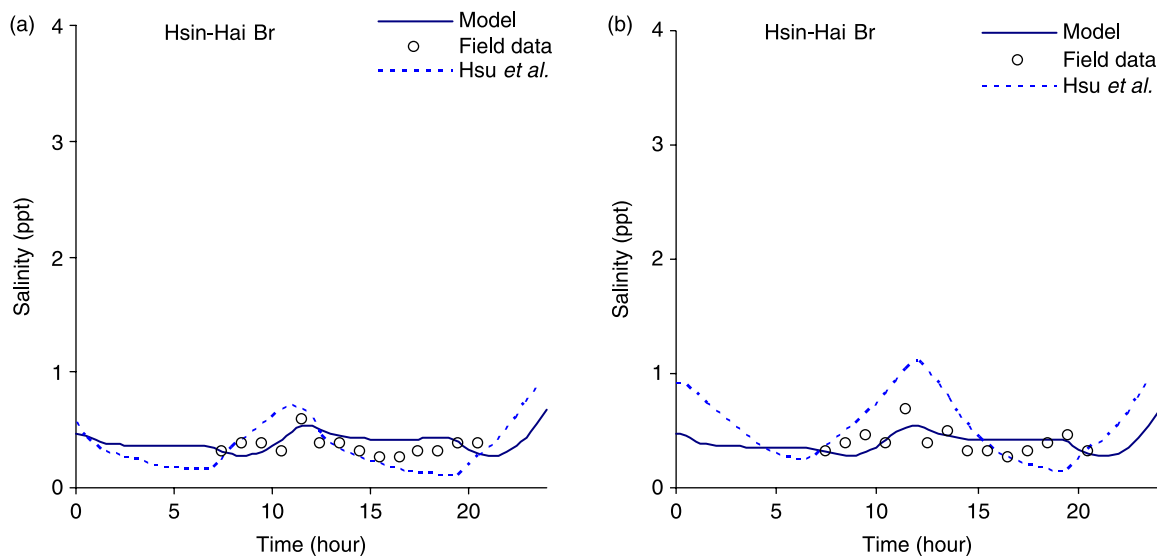 (a)
Hsin-Hai Br
Model
Field data
Hsu et al.
4
3
2
1
0
Salinity (ppt)
0 5 10 15 20
Time (hour)
(b)
Hsin-Hai Br
Model
Field data
Hsu et al.
4
3
2
1
0
Salinity (ppt)
0 5 10 15 20
Time (hour)